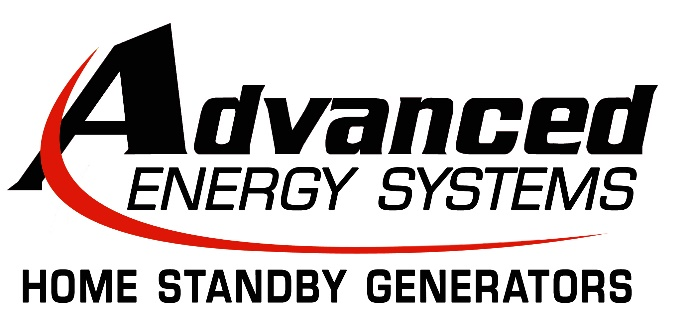 Advanced
ENERGY SYSTEMS
HOME STANDBY GENERATORS